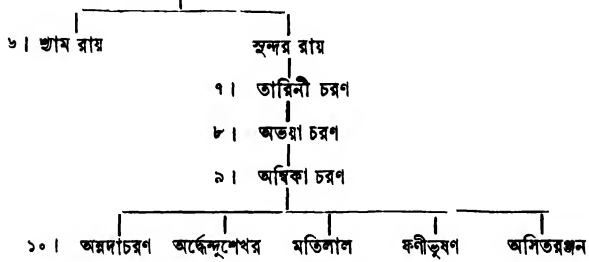 ৬। শ্যাম রায় সুন্দর রায়
৭। তারিনী চরণ
৮। অভয়া চরণ
৯। অম্বিকা চরণ
১০। অন্নদাচরণ অর্দ্ধেন্দুশেখর মতিলাল ফনীভূষণ অসিতরঞ্জন